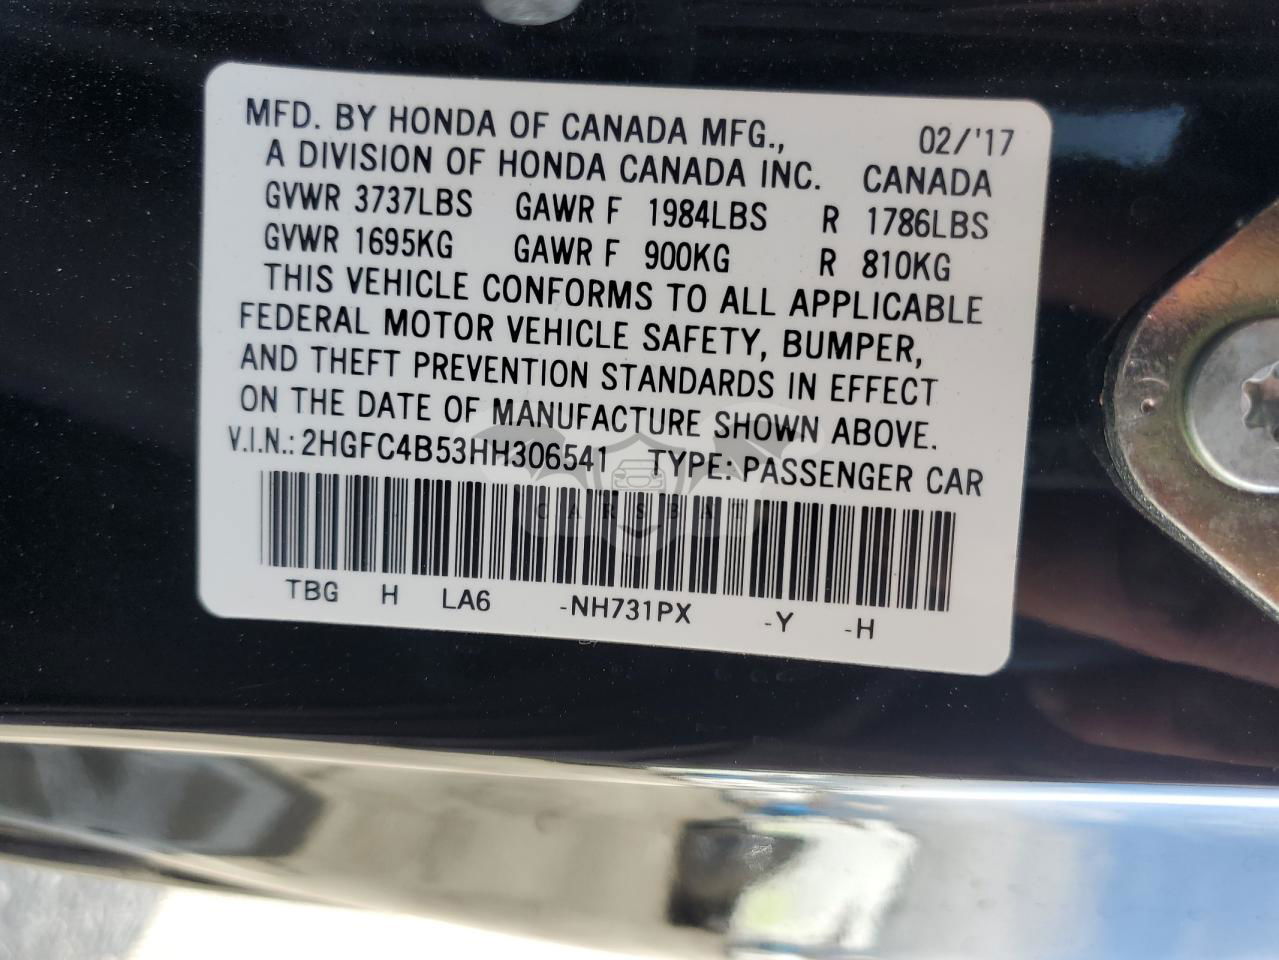 MFD. BY HONDA OF CANADA MFG., 02/'17
A DIVISION OF HONDA CANADA INC. CANADA
GVWR 3737LBS GAWR F 1984LBS R 1786LBS
GVWR 1695KG GAWR F 900KG R 810KG
THIS VEHICLE CONFORMS TO ALL APPLICABLE
FEDERAL MOTOR VEHICLE SAFETY, BUMPER,
AND THEFT PREVENTION STANDARDS IN EFFECT
ON THE DATE OF MANUFACTURE SHOWN ABOVE.
V.I.N.: 2HGFC4B53HH306541 TYPE: PASSENGER CAR
CARSBAT
TBG H LA6 -NH731PX -Y -H